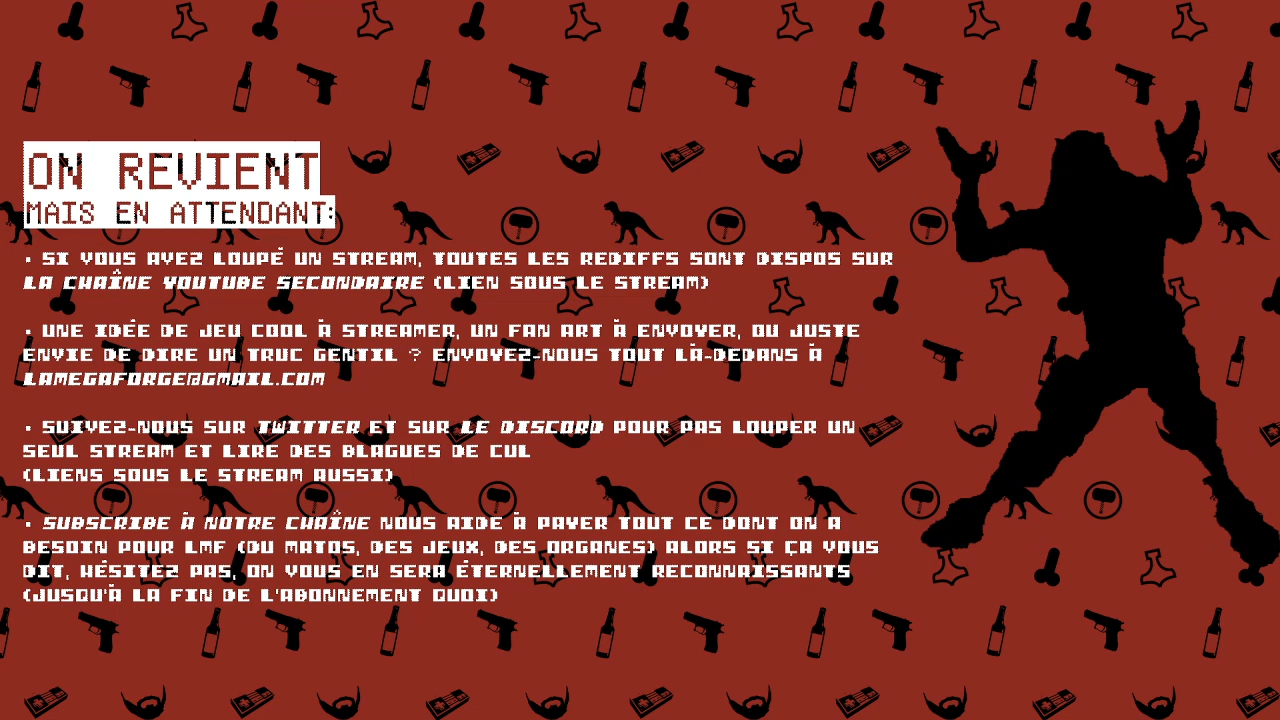 ON REVIENT
MAIS EN ATTENDANT:
• SI VOUS AVEZ LOUPÉ UN STREAM, TOUTES LES REDIFFS SONT DISPOS SUR
LA CHAÎNE YOUTUBE SECONDAIRE (LIEN SOUS LE STREAM)
• UNE IDÉE DE JEU COOL À STREAMER, UN FAN ART À ENVOYER, OU JUSTE
ENVIE DE DIRE UN TRUC GENTIL ? ENVOYEZ-NOUS TOUT LÀ-DEDANS À
LAMEGAFORGE@GMAIL.COM
• SUIVEZ-NOUS SUR TWITTER ET SUR LE DISCORD POUR PAS LOUPER UN
SEUL STREAM ET LIRE DES BLAGUES DE CUL
(LIENS SOUS LE STREAM AUSSI)
• SUBSCRIBE À NOTRE CHAÎNE NOUS AIDE À PAYER TOUT CE DONT ON A
BESOIN POUR LMF (DU MATOS, DES JEUX, DES ORGANES) ALORS SI ÇA VOUS
DIT, HÉSITEZ PAS, ON VOUS EN SERA ÉTERNELLEMENT RECONNAISSANTS
(JUSQU'À LA FIN DE L'ABONNEMENT QUOI)